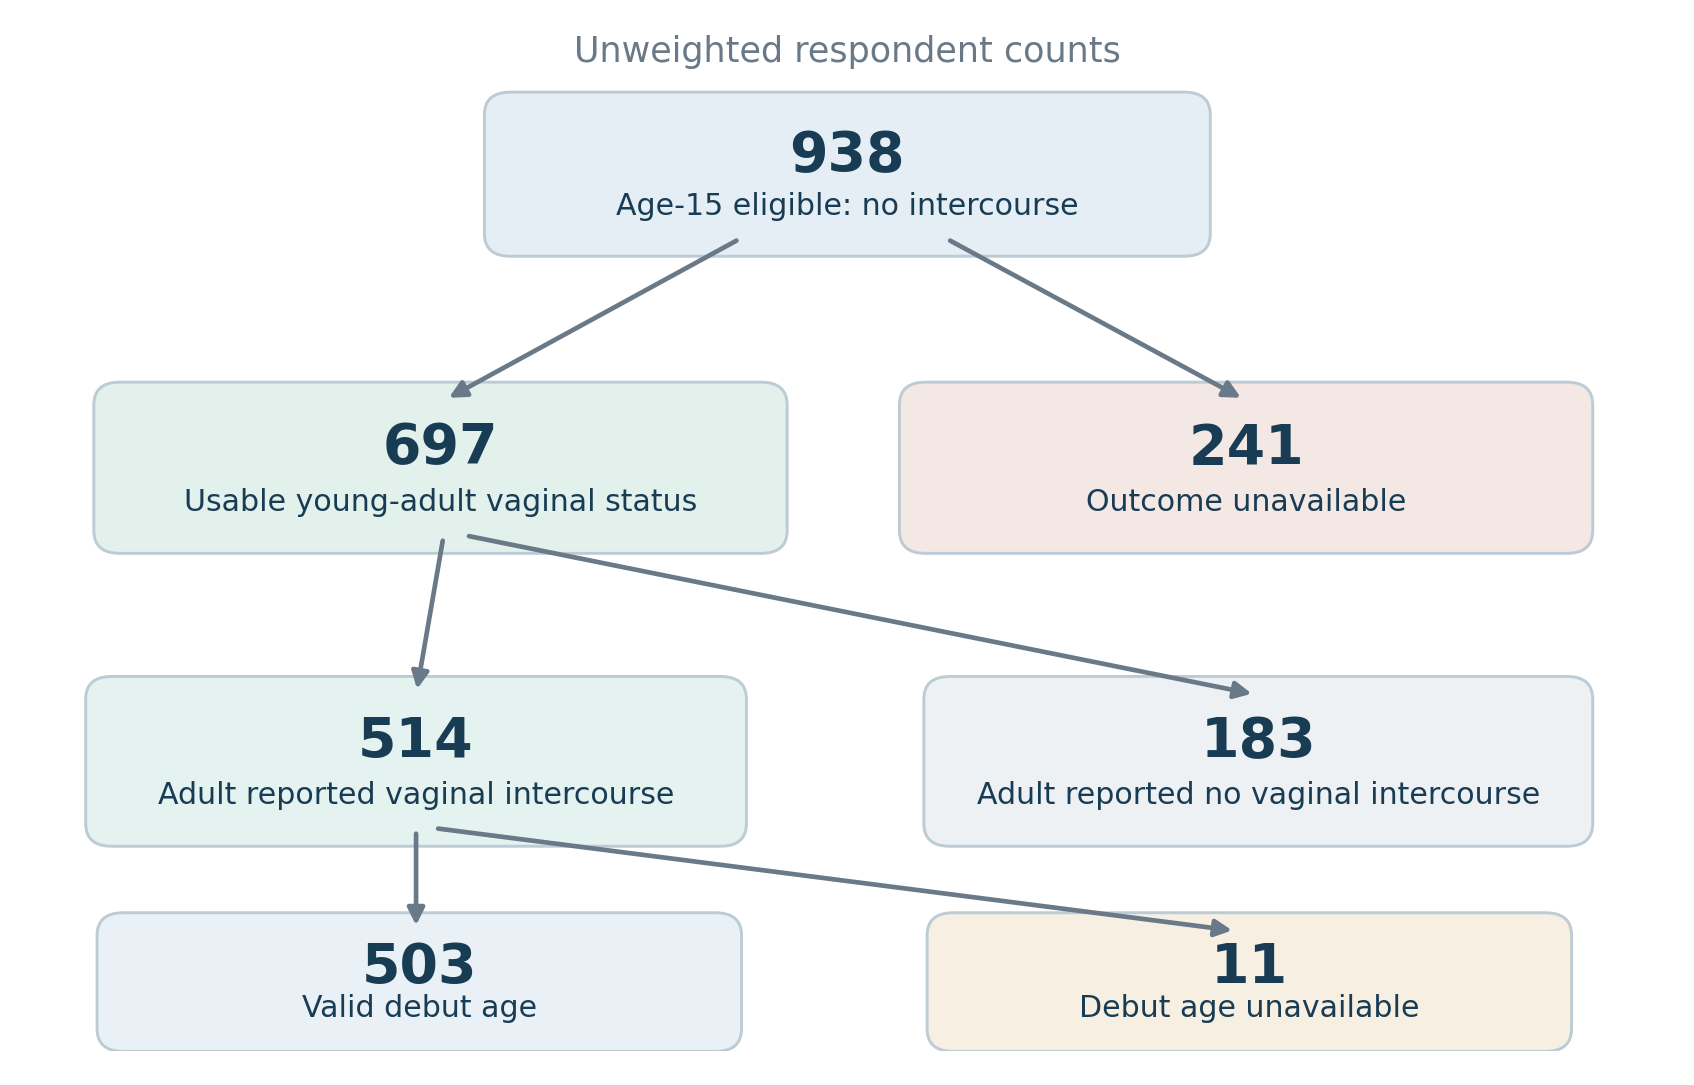 Unweighted respondent counts
938
Age-15 eligible: no intercourse
697
Usable young-adult vaginal status
241
Outcome unavailable
514
Adult reported vaginal intercourse
183
Adult reported no vaginal intercourse
503
Valid debut age
11
Debut age unavailable